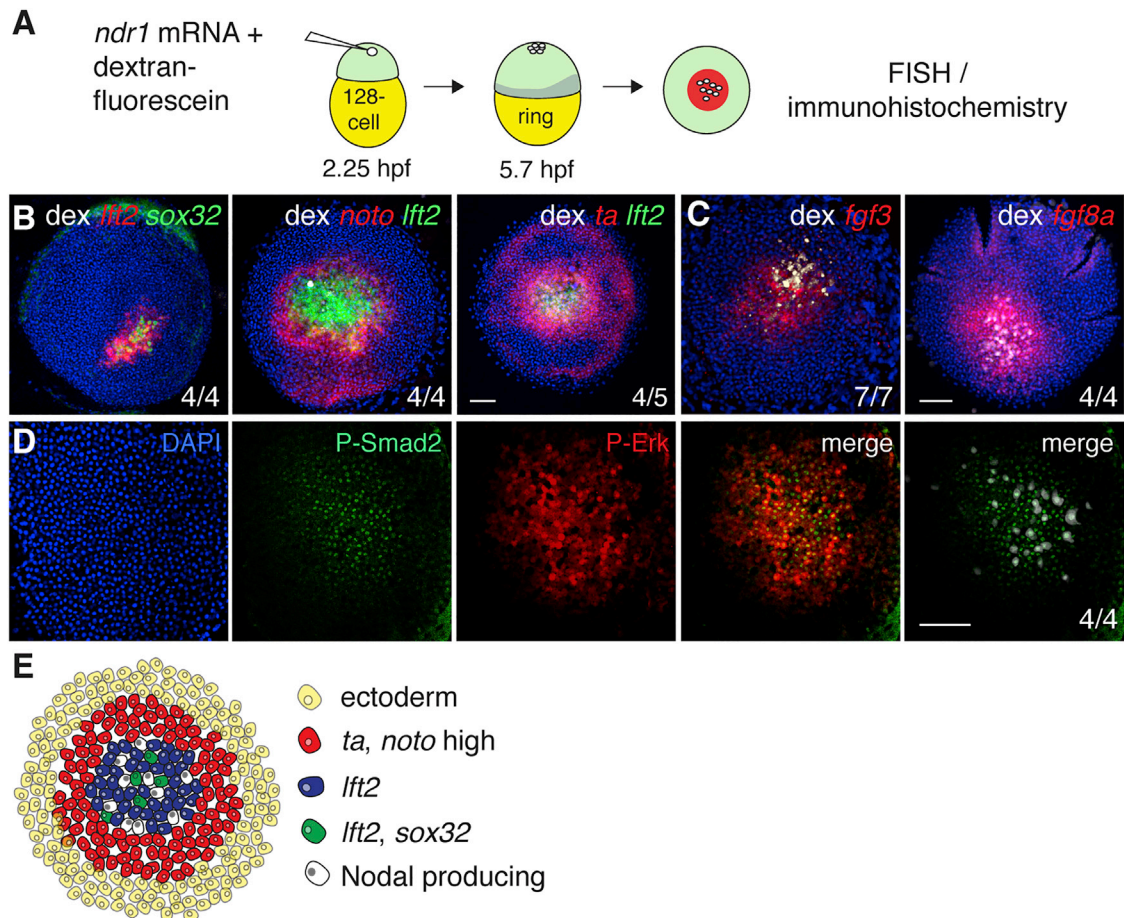 A
ndr1 mRNA +
dextran-
fluorescein
128-
cell
2.25 hpf
ring
5.7 hpf
FISH /
immunohistochemistry
B
dex lft2 sox32
4/4
dex noto lft2
4/4
dex ta lft2
4/5
C
dex fgf3
7/7
dex fgf8a
4/4
D
DAPI
P-Smad2
P-Erk
merge
merge
4/4
E
ectoderm
ta, noto high
lft2
lft2, sox32
Nodal producing